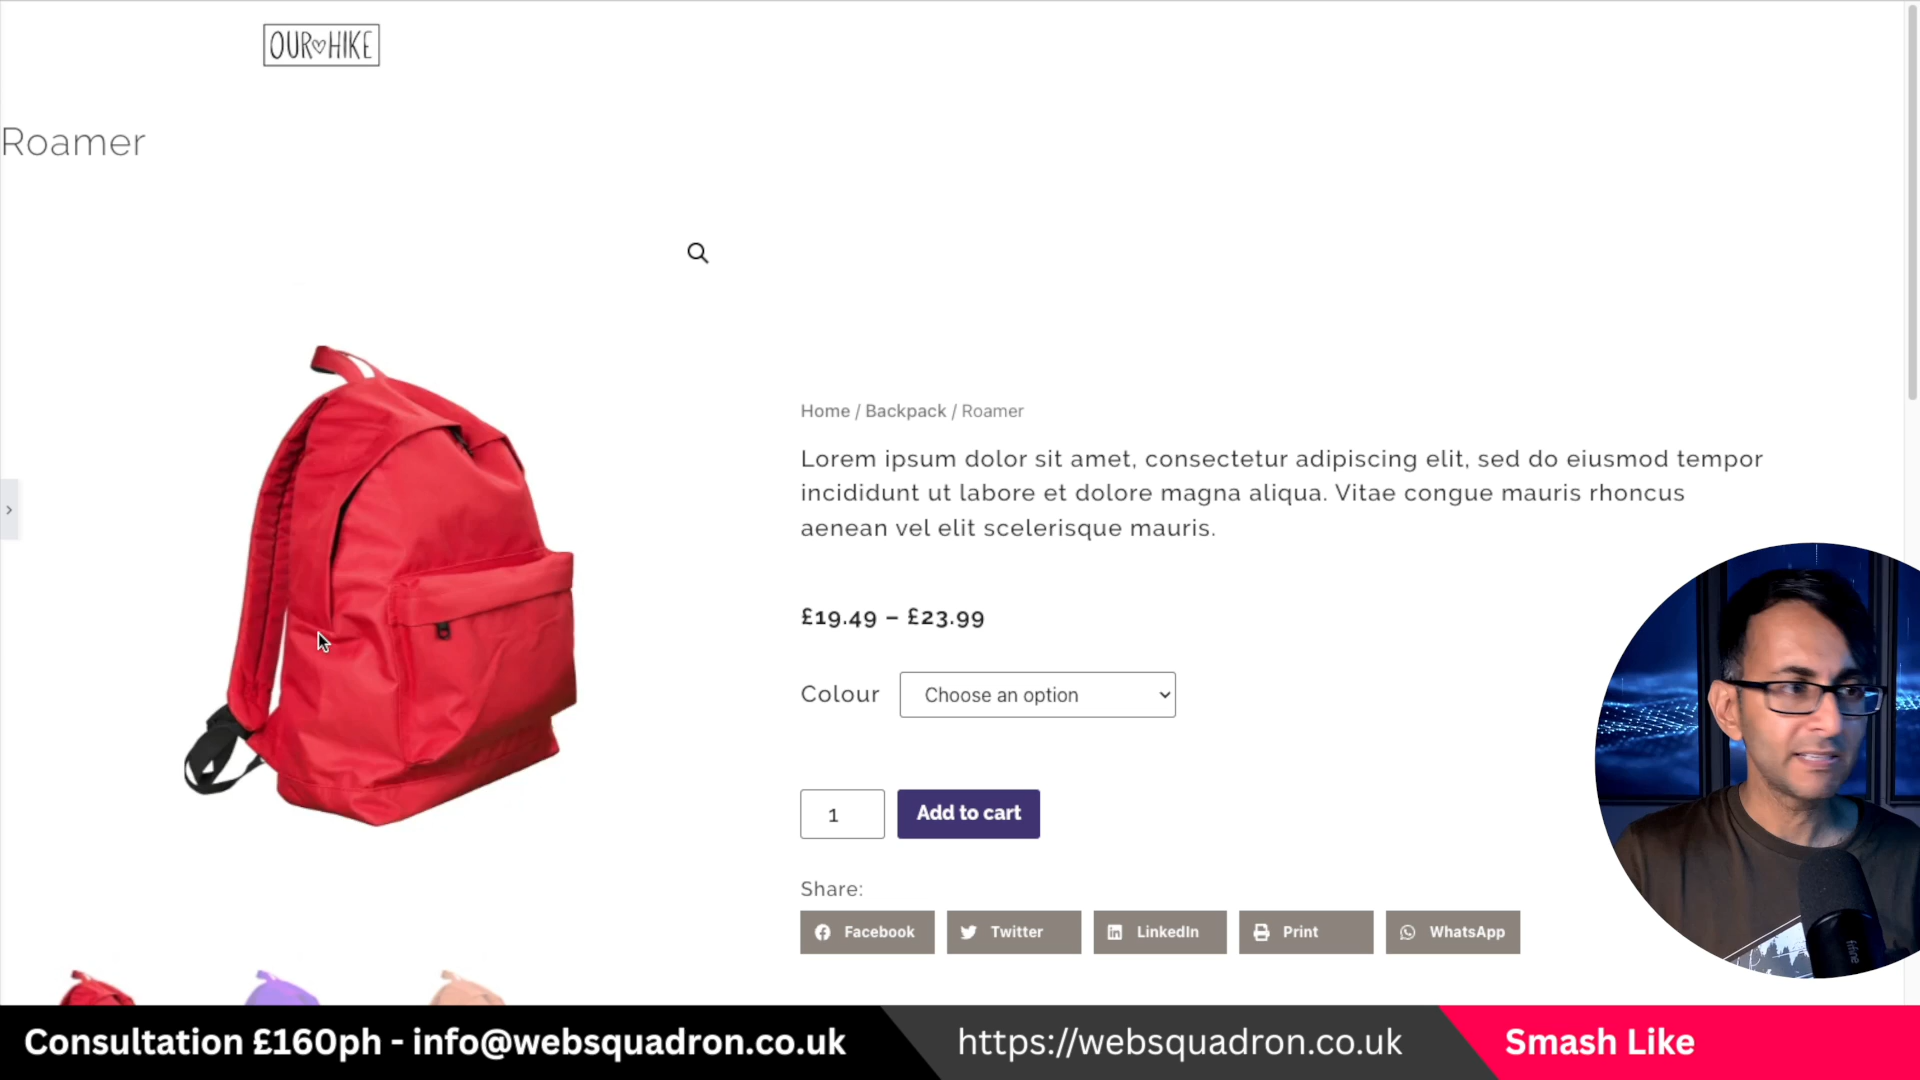 OUR♡HIKE
Roamer
Home / Backpack / Roamer
Lorem ipsum dolor sit amet, consectetur adipiscing elit, sed do eiusmod tempor
incididunt ut labore et dolore magna aliqua. Vitae congue mauris rhoncus
aenean vel elit scelerisque mauris.
£19.49 – £23.99
Colour Choose an option
1 Add to cart
Share:
Facebook Twitter LinkedIn Print WhatsApp
fifine
Consultation £160ph - info@websquadron.co.uk https://websquadron.co.uk Smash Like